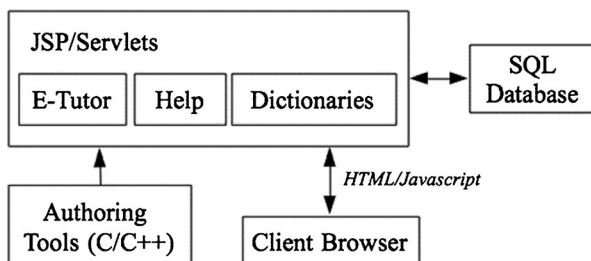 JSP/Servlets
E-Tutor
Help
Dictionaries
SQL
Database
HTML/Javascript
Authoring
Tools (C/C++)
Client Browser